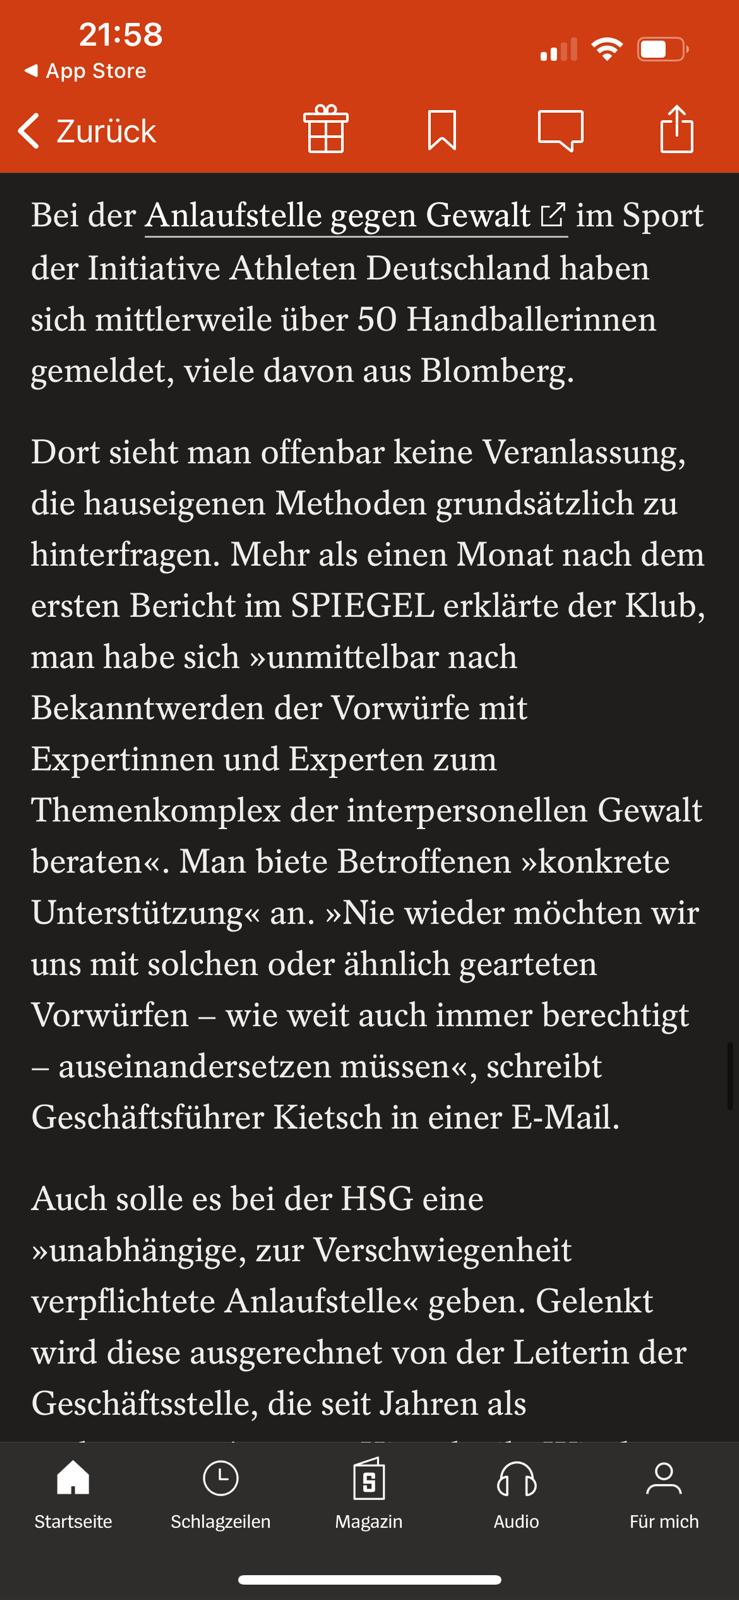 21:58
◀ App Store
Zurück
Bei der Anlaufstelle gegen Gewalt im Sport
der Initiative Athleten Deutschland haben
sich mittlerweile über 50 Handballerinnen
gemeldet, viele davon aus Blomberg.
Dort sieht man offenbar keine Veranlassung,
die hauseigenen Methoden grundsätzlich zu
hinterfragen. Mehr als einen Monat nach dem
ersten Bericht im SPIEGEL erklärte der Klub,
man habe sich »unmittelbar nach
Bekanntwerden der Vorwürfe mit
Expertinnen und Experten zum
Themenkomplex der interpersonellen Gewalt
beraten«. Man biete Betroffenen »konkrete
Unterstützung« an. »Nie wieder möchten wir
uns mit solchen oder ähnlich gearteten
Vorwürfen – wie weit auch immer berechtigt
– auseinandersetzen müssen«, schreibt
Geschäftsführer Kietsch in einer E-Mail.
Auch solle es bei der HSG eine
»unabhängige, zur Verschwiegenheit
verpflichtete Anlaufstelle« geben. Gelenkt
wird diese ausgerechnet von der Leiterin der
Geschäftsstelle, die seit Jahren als
Startseite
Schlagzeilen
S
Magazin
Audio
Für mich